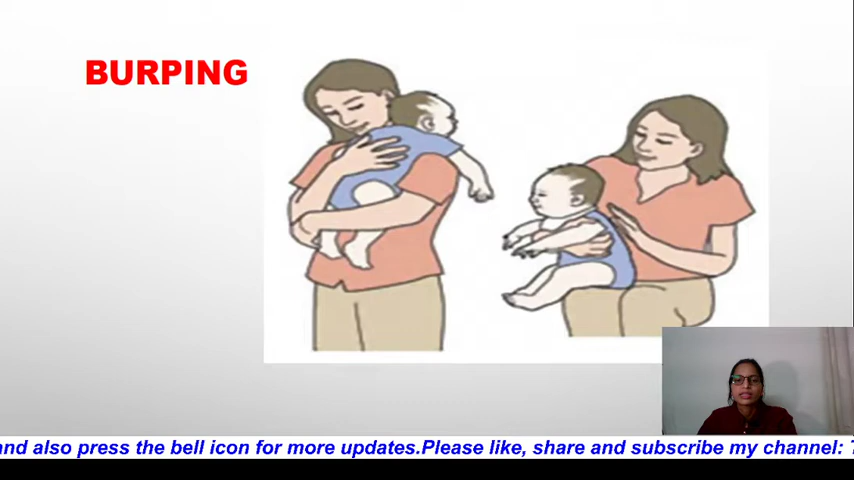 BURPING
and also press the bell icon for more updates.Please like, share and subscribe my channel: